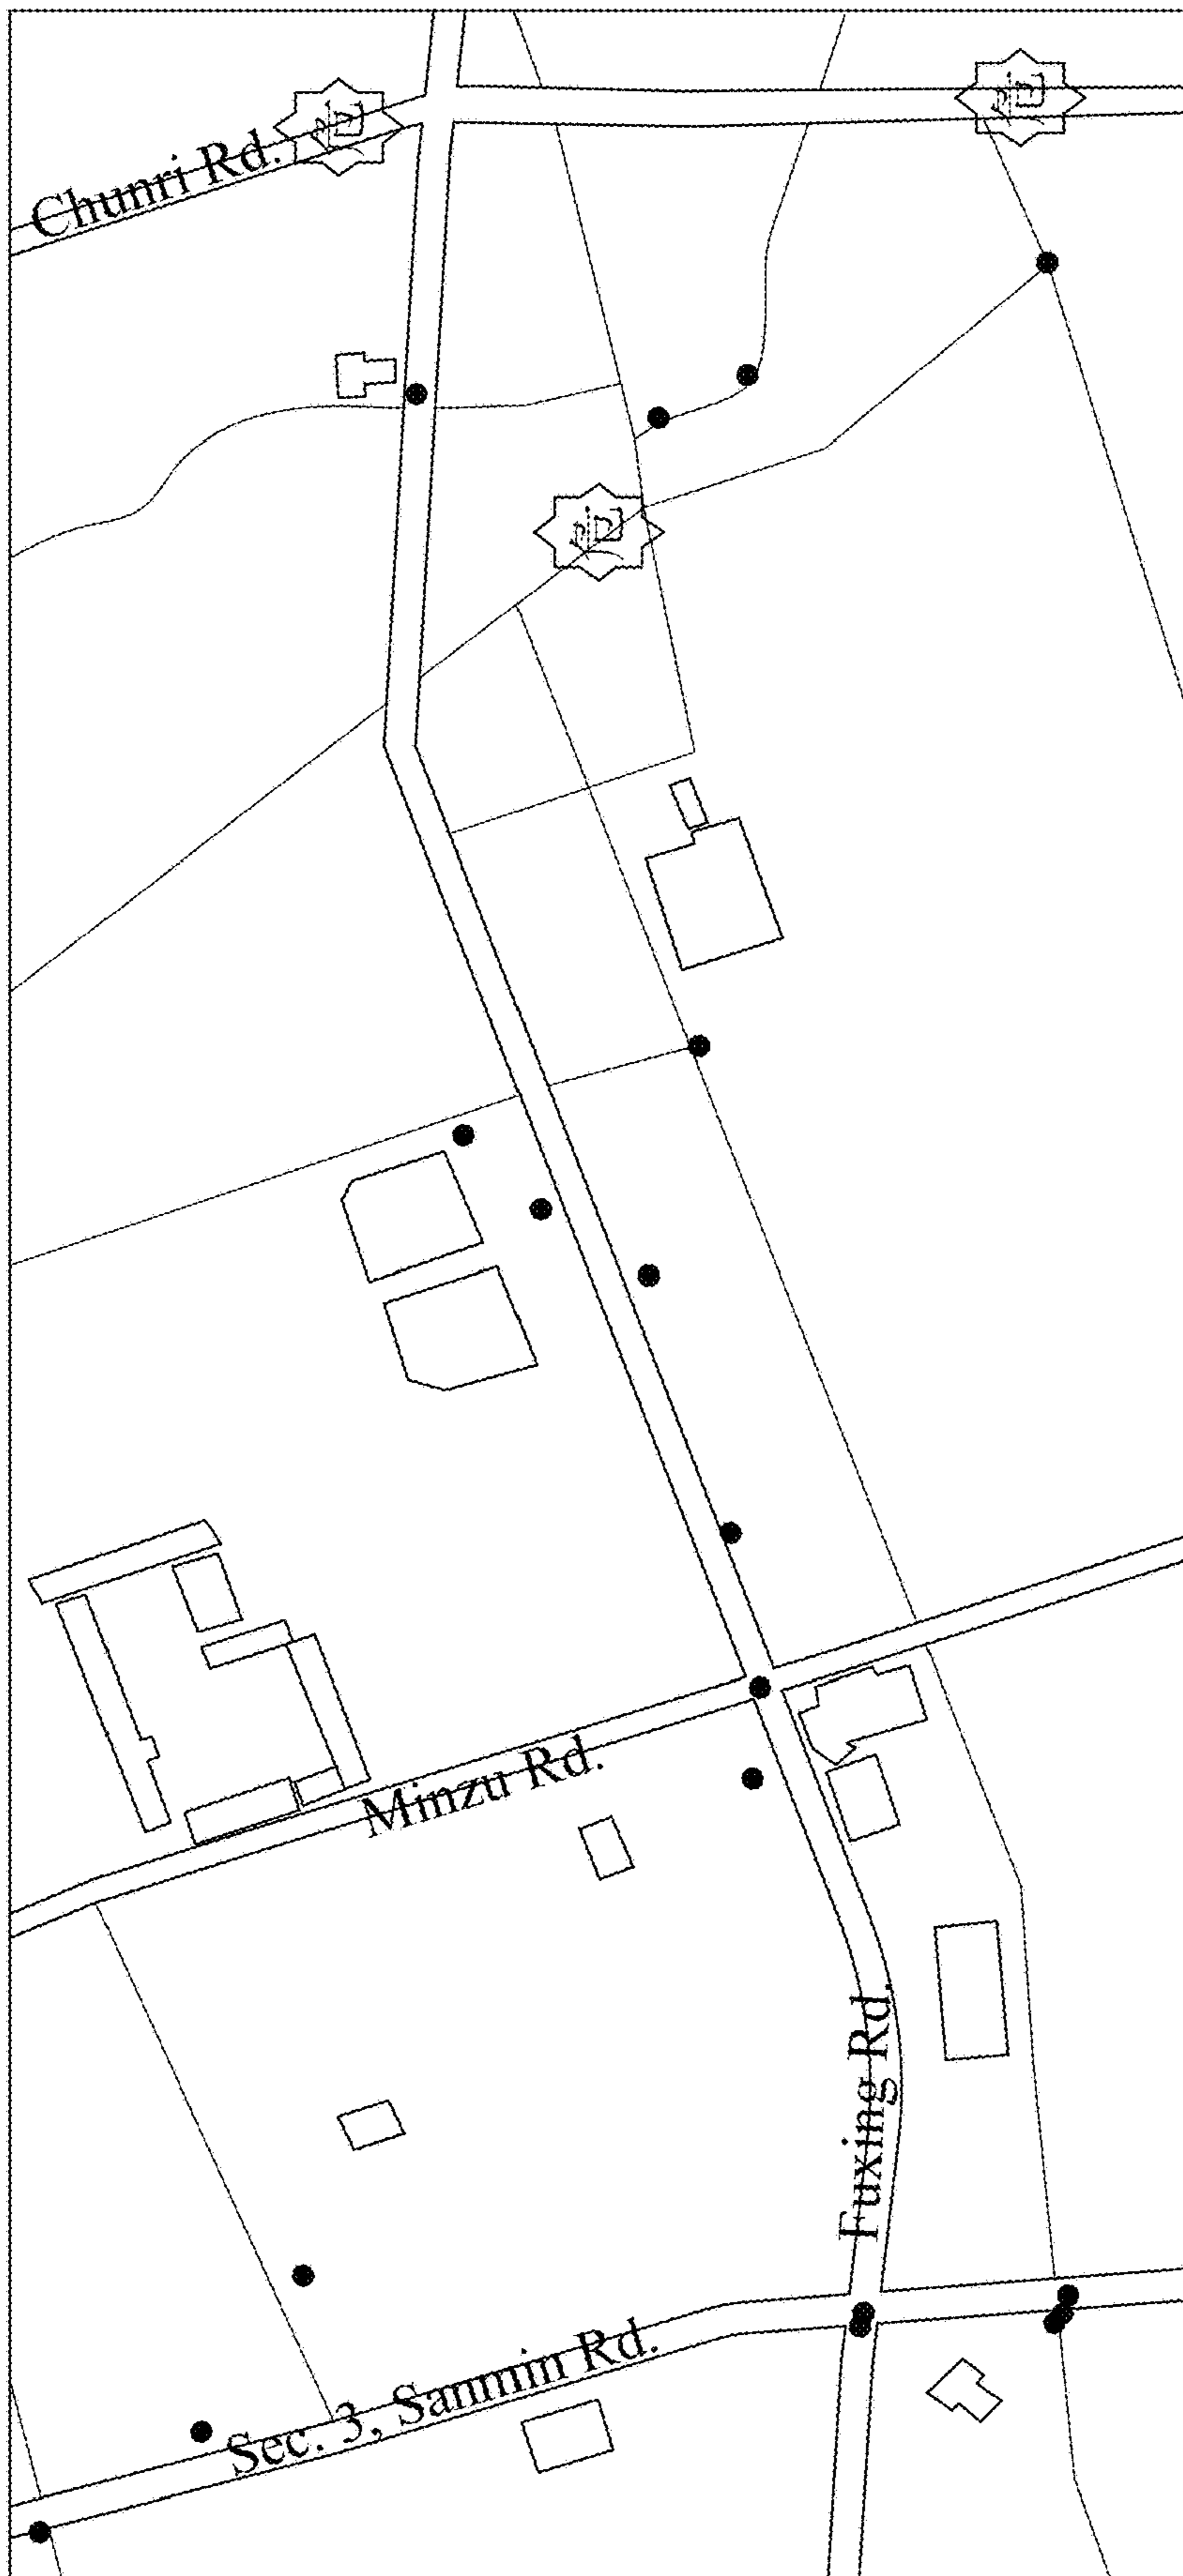 Chunri Rd.
Minzu Rd.
Fuxing Rd.
Sec. 3, Sanmin Rd.